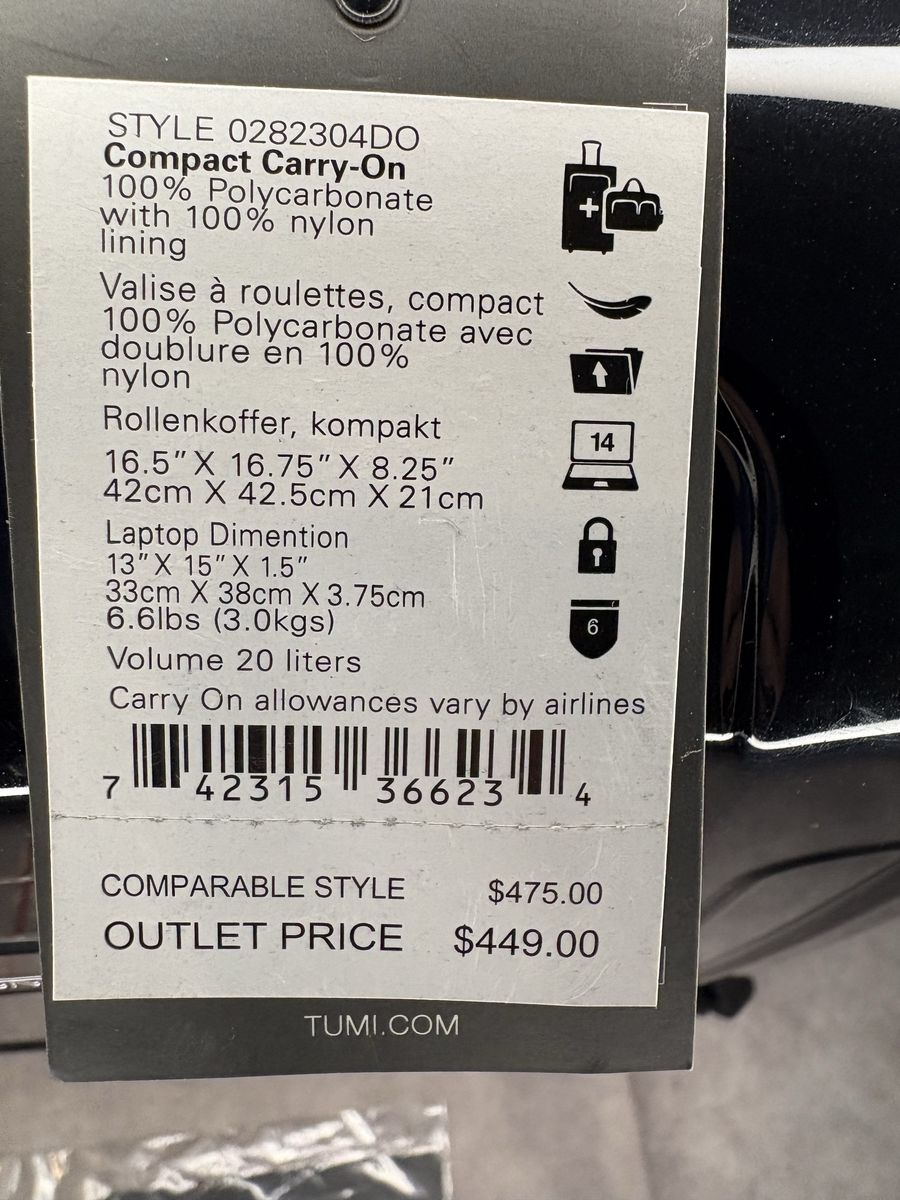 STYLE 0282304DO
Compact Carry-On
100% Polycarbonate
with 100% nylon
lining
Valise à roulettes, compact
100% Polycarbonate avec
doublure en 100%
nylon
Rollenkoffer, kompakt
16.5” X 16.75” X 8.25”
42cm X 42.5cm X 21cm
Laptop Dimention
13” X 15” X 1.5”
33cm X 38cm X 3.75cm
6.6lbs (3.0kgs)
Volume 20 liters
Carry On allowances vary by airlines
14
6
7 42315 36623 4
COMPARABLE STYLE $475.00
OUTLET PRICE $449.00
TUMI.COM